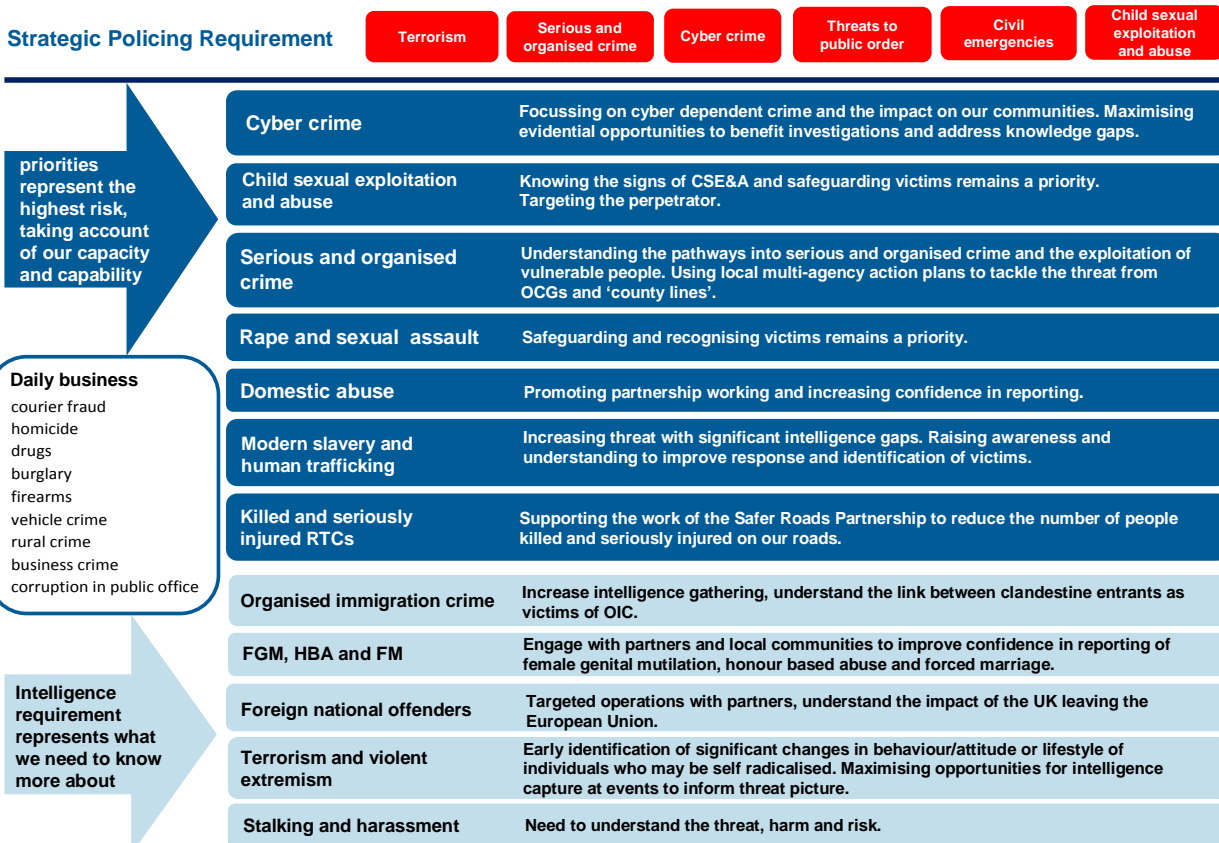 Strategic Policing Requirement
Terrorism
Serious and
organised crime
Cyber crime
Threats to
public order
Civil
emergencies
Child sexual
exploitation
and abuse
priorities
represent the
highest risk,
taking account
of our capacity
and capability
Cyber crime
Focussing on cyber dependent crime and the impact on our communities. Maximising
evidential opportunities to benefit investigations and address knowledge gaps.
Child sexual exploitation
and abuse
Knowing the signs of CSE&A and safeguarding victims remains a priority.
Targeting the perpetrator.
Serious and organised
crime
Understanding the pathways into serious and organised crime and the exploitation of
vulnerable people. Using local multi-agency action plans to tackle the threat from
OCGs and ‘county lines’.
Rape and sexual assault
Safeguarding and recognising victims remains a priority.
Domestic abuse
Promoting partnership working and increasing confidence in reporting.
Modern slavery and
human trafficking
Increasing threat with significant intelligence gaps. Raising awareness and
understanding to improve response and identification of victims.
Killed and seriously
injured RTCs
Supporting the work of the Safer Roads Partnership to reduce the number of people
killed and seriously injured on our roads.
Daily business
courier fraud
homicide
drugs
burglary
firearms
vehicle crime
rural crime
business crime
corruption in public office
Intelligence
requirement
represents what
we need to know
more about
Organised immigration crime
Increase intelligence gathering, understand the link between clandestine entrants as
victims of OIC.
FGM, HBA and FM
Engage with partners and local communities to improve confidence in reporting of
female genital mutilation, honour based abuse and forced marriage.
Foreign national offenders
Targeted operations with partners, understand the impact of the UK leaving the
European Union.
Terrorism and violent
extremism
Early identification of significant changes in behaviour/attitude or lifestyle of
individuals who may be self radicalised. Maximising opportunities for intelligence
capture at events to inform threat picture.
Stalking and harassment
Need to understand the threat, harm and risk.